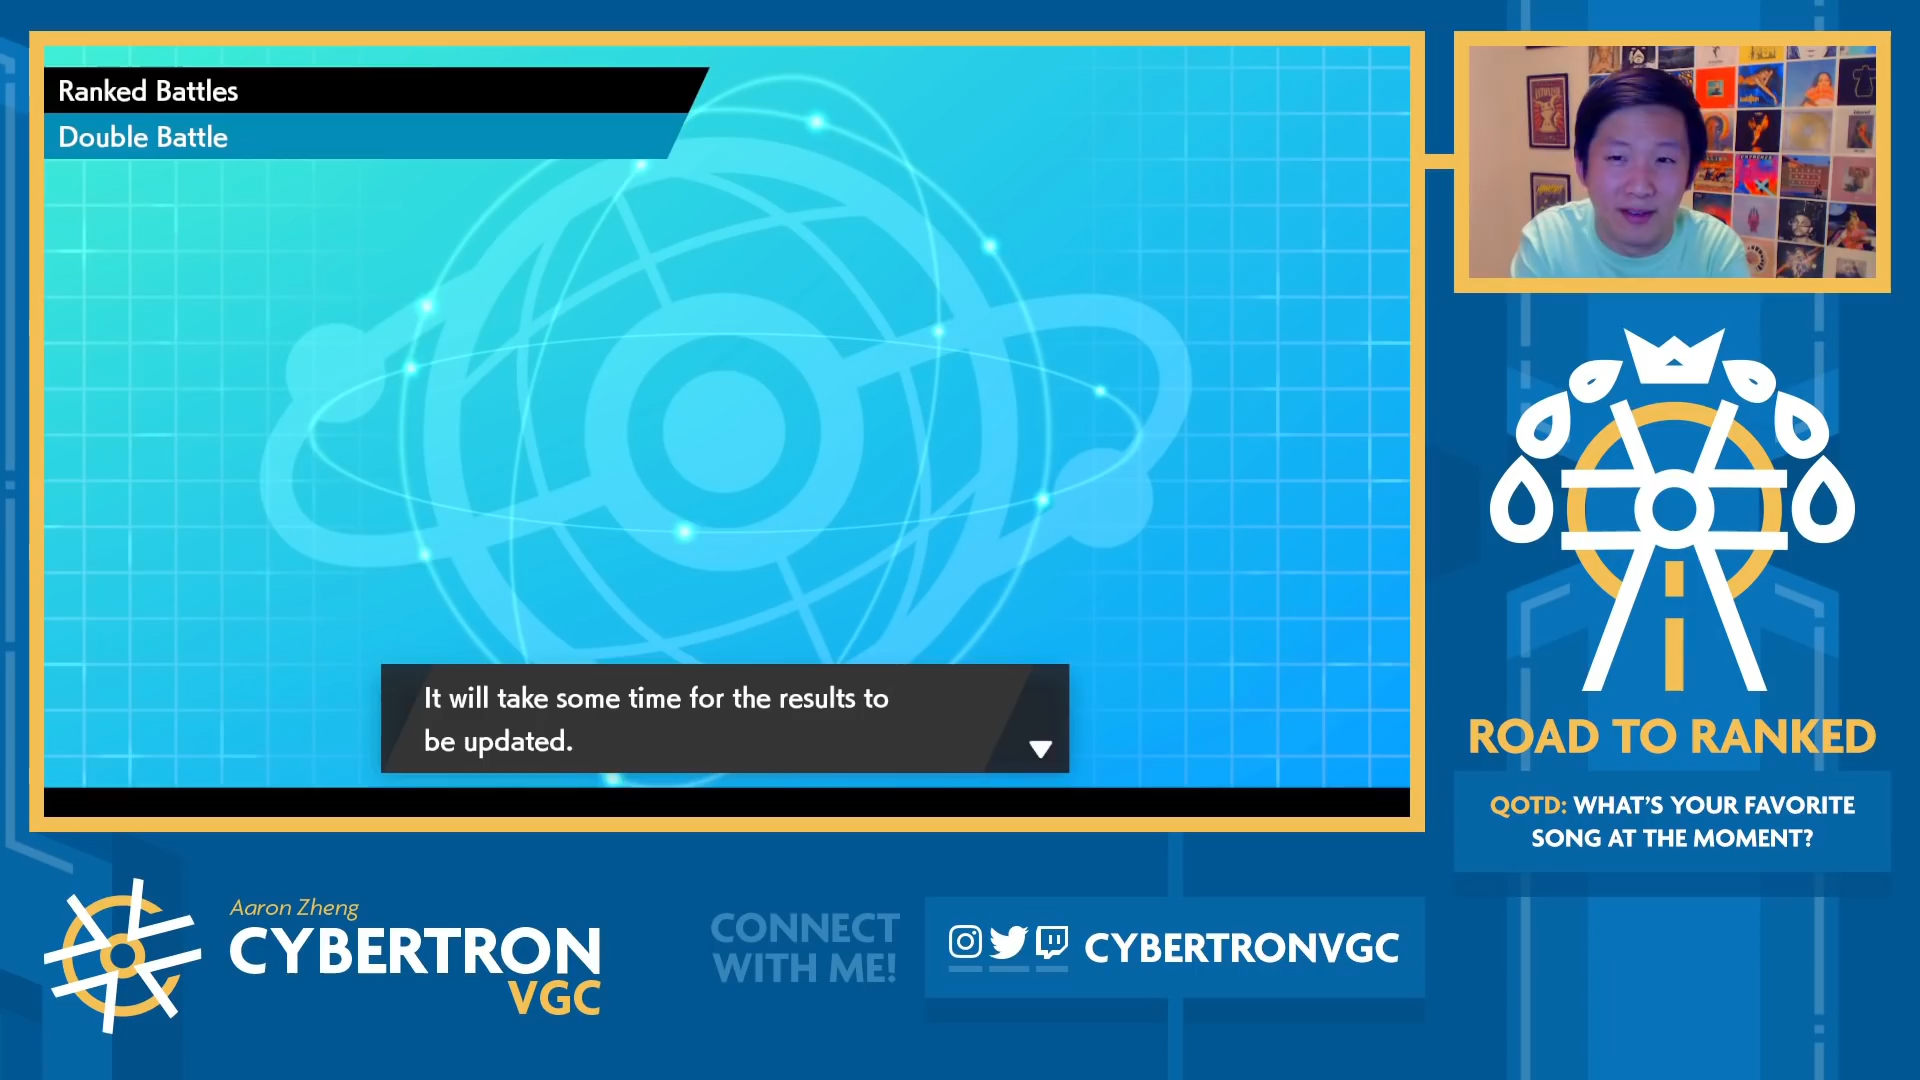 Ranked Battles
Double Battle
It will take some time for the results to
be updated.
ROAD TO RANKED
QOTD: WHAT'S YOUR FAVORITE
SONG AT THE MOMENT?
Aaron Zheng
CYBERTRON
VGC
CONNECT
WITH ME!
CYBERTRONVGC